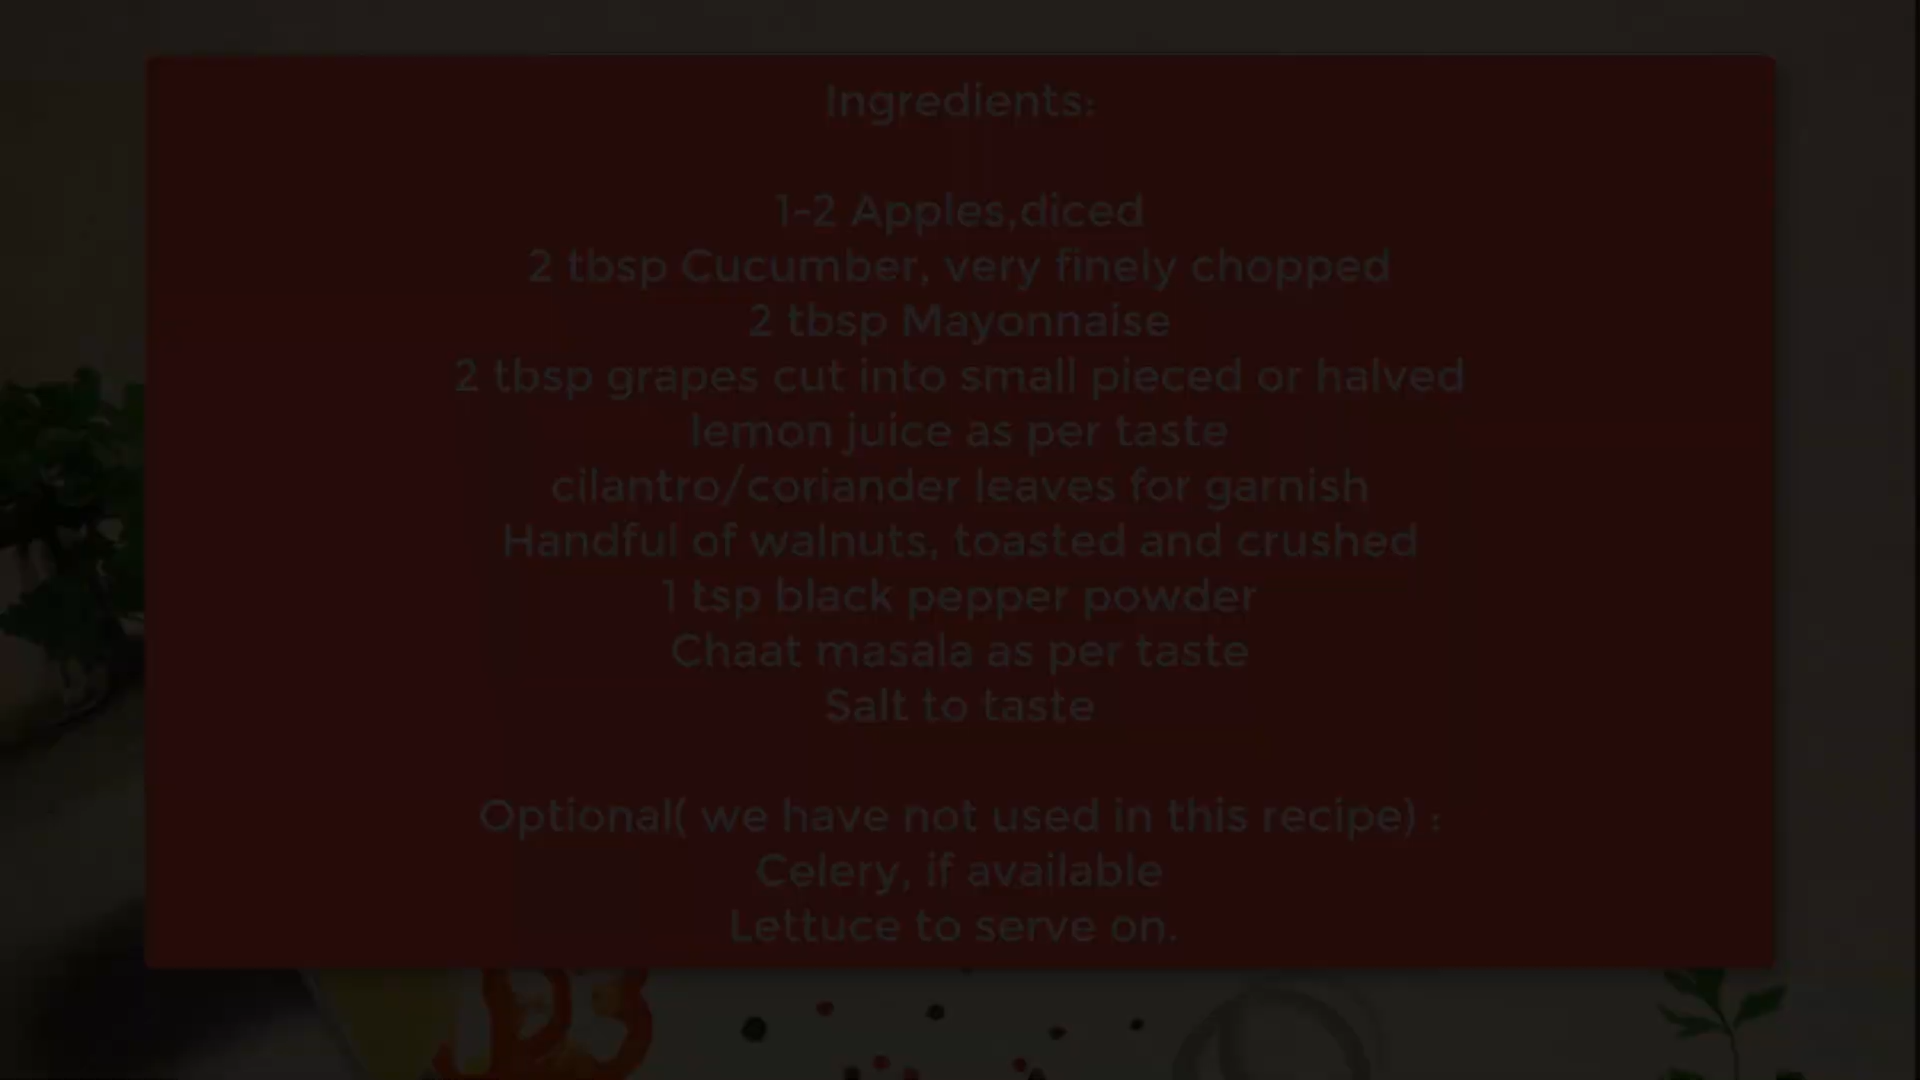 Ingredients:
1-2 Apples,diced
2 tbsp Cucumber, very finely chopped
2 tbsp Mayonnaise
2 tbsp grapes cut into small pieced or halved
lemon juice as per taste
cilantro/coriander leaves for garnish
Handful of walnuts, toasted and crushed
1 tsp black pepper powder
Chaat masala as per taste
Salt to taste
Optional( we have not used in this recipe) :
Celery, if available
Lettuce to serve on.